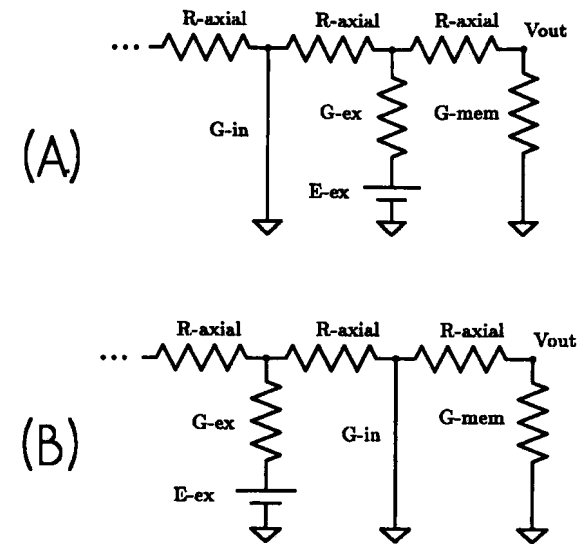 R-axial R-axial R-axial
... Vout
G-in G-ex G-mem
(A)
E-ex
R-axial R-axial R-axial
... Vout
G-ex G-in G-mem
(B)
E-ex